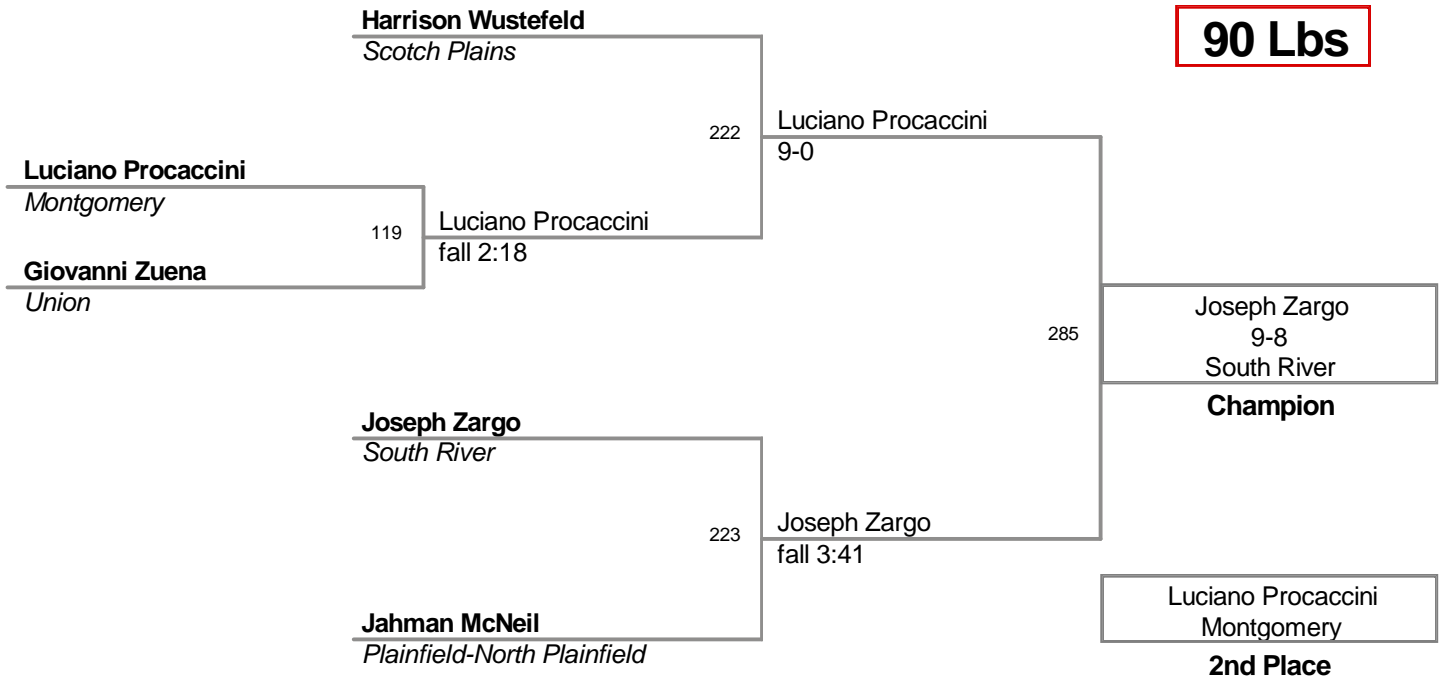 Harrison Wustefeld
Scotch Plains
90 Lbs
222
Luciano Procaccini
9-0
Luciano Procaccini
Montgomery
119
Luciano Procaccini
fall 2:18
Giovanni Zuena
Union
285
Joseph Zargo
9-8
South River
Champion
Joseph Zargo
South River
223
Joseph Zargo
fall 3:41
Jahman McNeil
Plainfield-North Plainfield
Luciano Procaccini
Montgomery
2nd Place